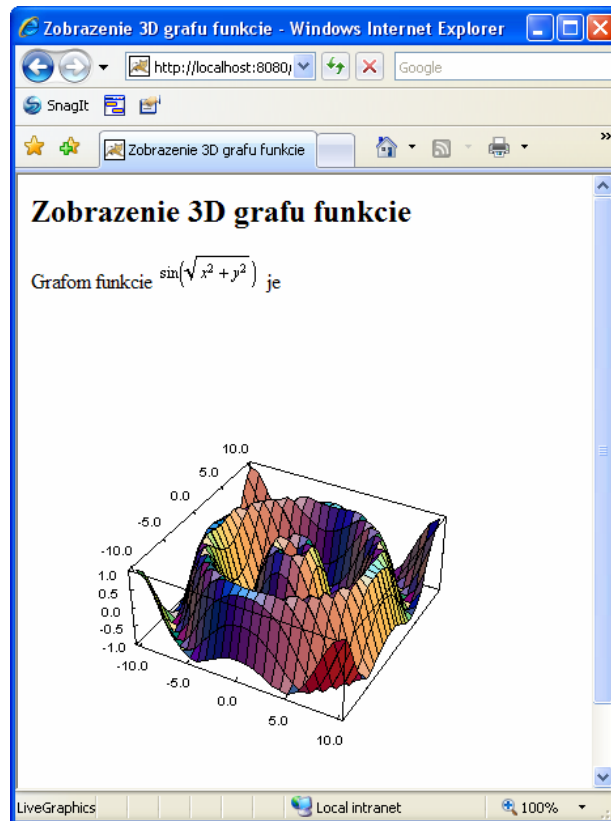 Zobrazenie 3D grafu funkcie - Windows Internet Explorer
http://localhost:8080/
Google
SnagIt
Zobrazenie 3D grafu funkcie
»
Zobrazenie 3D grafu funkcie
Grafom funkcie sin(√x² + y²) je
10.0
5.0
0.0
-5.0
-10.0
1.0
0.5
0.0
-0.5
-1.0
-10.0
-5.0
0.0
5.0
10.0
LiveGraphics
Local intranet
100%